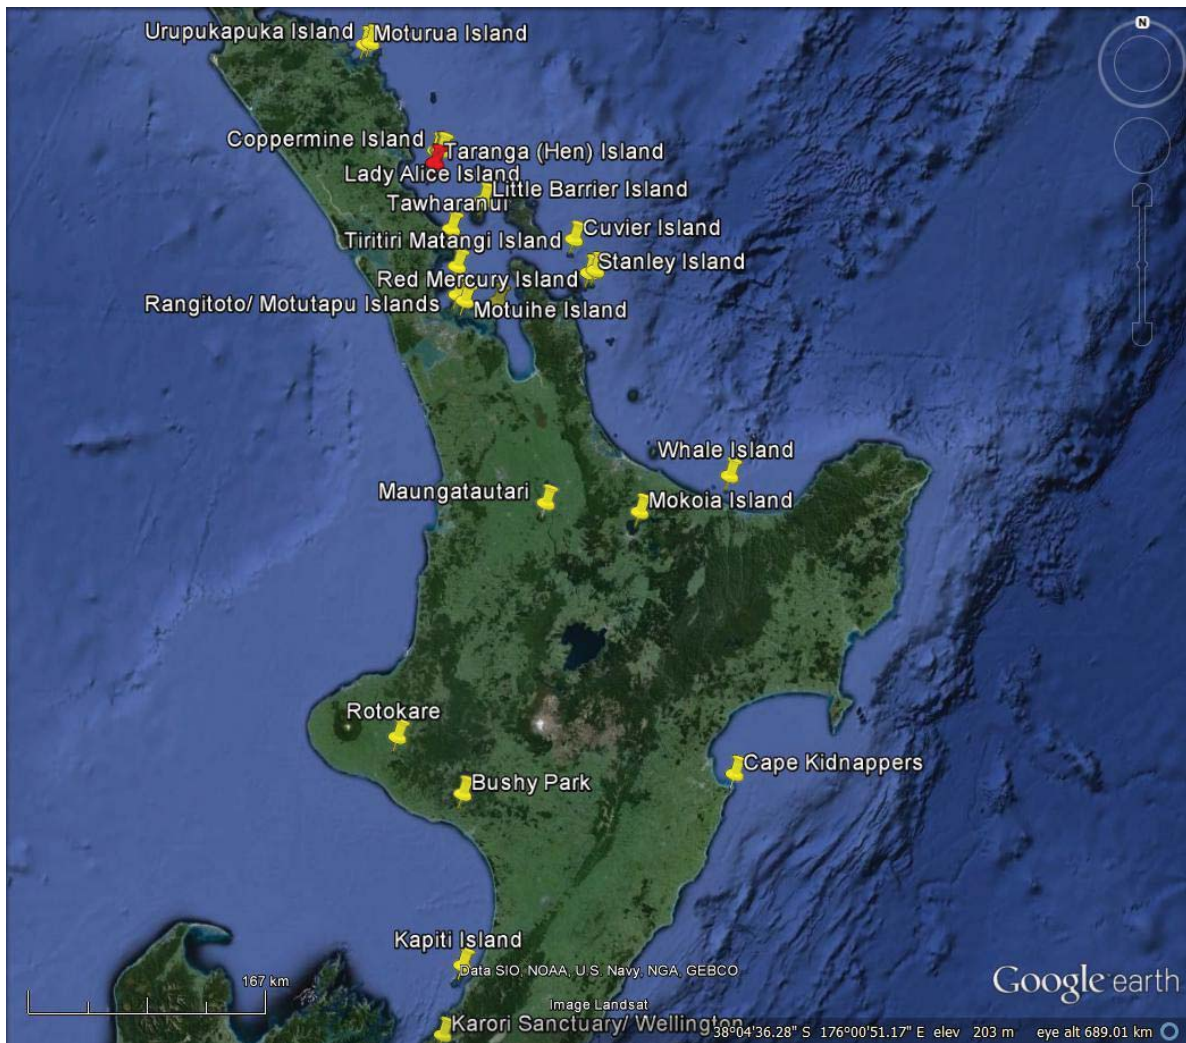 N
Urupukapuka Island
Moturua Island
Coppermine Island
Taranga (Hen) Island
Lady Alice Island
Little Barrier Island
Tawharanui
Cuvier Island
Tiritiri Matangi Island
Stanley Island
Red Mercury Island
Rangitoto/ Motutapu Islands
Motuihe Island
Whale Island
Maungatautari
Mokoia Island
Rotokare
Cape Kidnappers
Bushy Park
Kapiti Island
Data SIO, NOAA, U.S. Navy, NGA, GEBCO
167 km
Google earth
Image Landsat
Karori Sanctuary/ Wellington
38°04'36.28" S 176°00'51.17" E elev 203 m eye alt 689.01 km